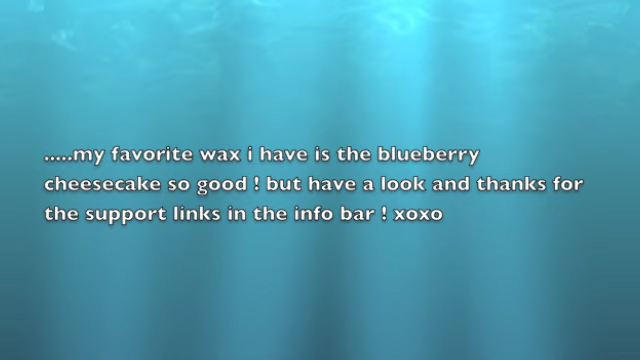 .....my favorite wax i have is the blueberry
cheesecake so good ! but have a look and thanks for
the support links in the info bar ! xoxo